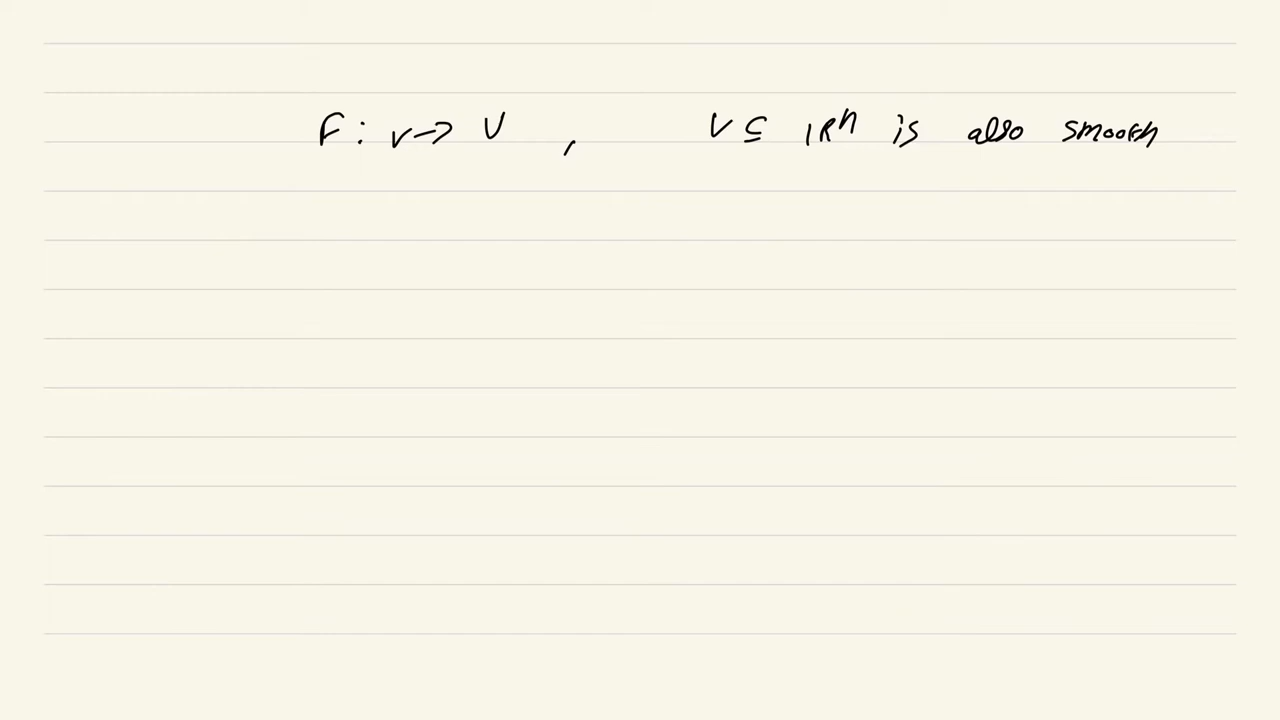 F : V → U , V ⊆ ℝⁿ is also smooth